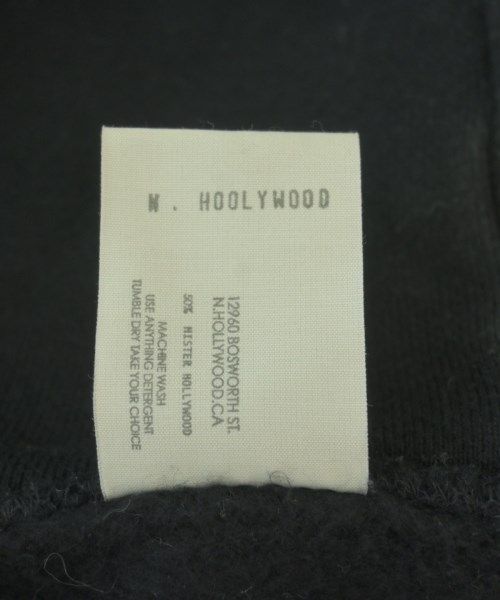 N. HOOLYWOOD
12960 BOSWORTH ST.
N.HOLLYWOOD.CA
50% MISTER HOLLYWOOD
MACHINE WASH
USE ANYTHING DETERGENT
TUMBLE DRY TAKE YOUR CHOICE